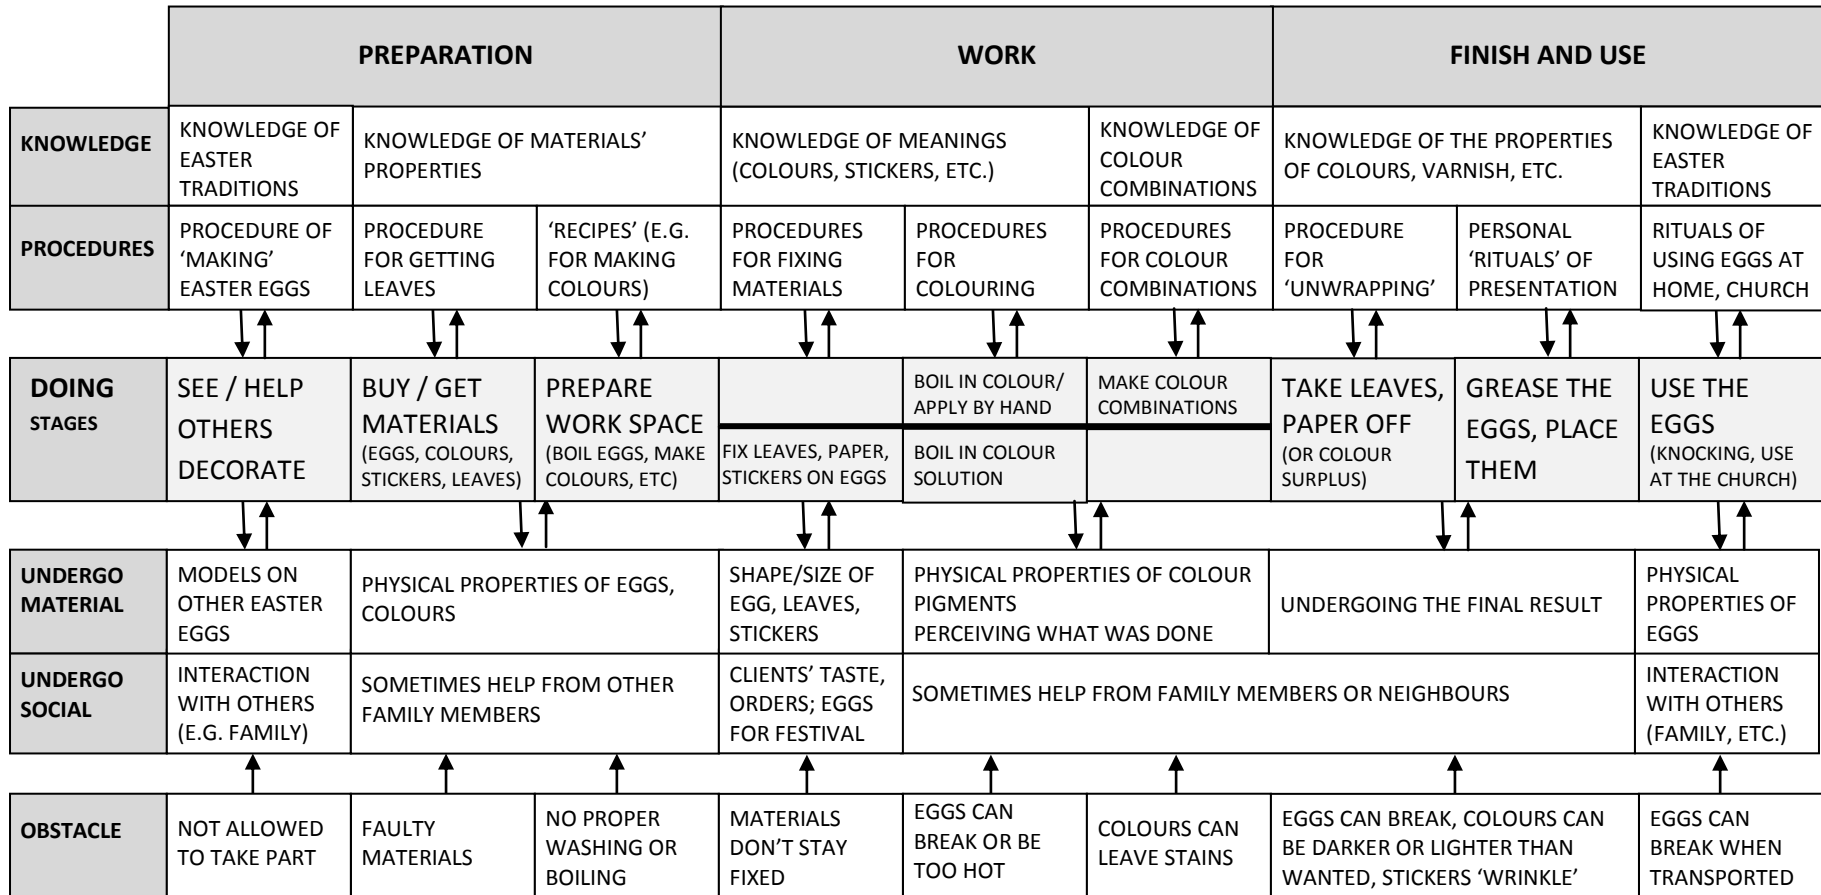 PREPARATION
WORK
FINISH AND USE
KNOWLEDGE
KNOWLEDGE OF
EASTER
TRADITIONS
KNOWLEDGE OF MATERIALS’
PROPERTIES
KNOWLEDGE OF MEANINGS
(COLOURS, STICKERS, ETC.)
KNOWLEDGE OF
COLOUR
COMBINATIONS
KNOWLEDGE OF THE PROPERTIES
OF COLOURS, VARNISH, ETC.
KNOWLEDGE OF
EASTER
TRADITIONS
PROCEDURES
PROCEDURE OF
‘MAKING’
EASTER EGGS
PROCEDURE
FOR GETTING
LEAVES
‘RECIPES’ (E.G.
FOR MAKING
COLOURS)
PROCEDURES
FOR FIXING
MATERIALS
PROCEDURES
FOR
COLOURING
PROCEDURES
FOR COLOUR
COMBINATIONS
PROCEDURE
FOR
‘UNWRAPPING’
PERSONAL
‘RITUALS’ OF
PRESENTATION
RITUALS OF
USING EGGS AT
HOME, CHURCH
DOING
STAGES
SEE / HELP
OTHERS
DECORATE
BUY / GET
MATERIALS
(EGGS, COLOURS,
STICKERS, LEAVES)
PREPARE
WORK SPACE
(BOIL EGGS, MAKE
COLOURS, ETC)
BOIL IN COLOUR/
APPLY BY HAND
MAKE COLOUR
COMBINATIONS
FIX LEAVES, PAPER,
STICKERS ON EGGS
BOIL IN COLOUR
SOLUTION
TAKE LEAVES,
PAPER OFF
(OR COLOUR
SURPLUS)
GREASE THE
EGGS, PLACE
THEM
USE THE
EGGS
(KNOCKING, USE
AT THE CHURCH)
UNDERGO
MATERIAL
MODELS ON
OTHER EASTER
EGGS
PHYSICAL PROPERTIES OF EGGS,
COLOURS
SHAPE/SIZE OF
EGG, LEAVES,
STICKERS
PHYSICAL PROPERTIES OF COLOUR
PIGMENTS
PERCEIVING WHAT WAS DONE
UNDERGOING THE FINAL RESULT
PHYSICAL
PROPERTIES OF
EGGS
UNDERGO
SOCIAL
INTERACTION
WITH OTHERS
(E.G. FAMILY)
SOMETIMES HELP FROM OTHER
FAMILY MEMBERS
CLIENTS’ TASTE,
ORDERS; EGGS
FOR FESTIVAL
SOMETIMES HELP FROM FAMILY MEMBERS OR NEIGHBOURS
INTERACTION
WITH OTHERS
(FAMILY, ETC.)
OBSTACLE
NOT ALLOWED
TO TAKE PART
FAULTY
MATERIALS
NO PROPER
WASHING OR
BOILING
MATERIALS
DON’T STAY
FIXED
EGGS CAN
BREAK OR BE
TOO HOT
COLOURS CAN
LEAVE STAINS
EGGS CAN BREAK, COLOURS CAN
BE DARKER OR LIGHTER THAN
WANTED, STICKERS ‘WRINKLE’
EGGS CAN
BREAK WHEN
TRANSPORTED